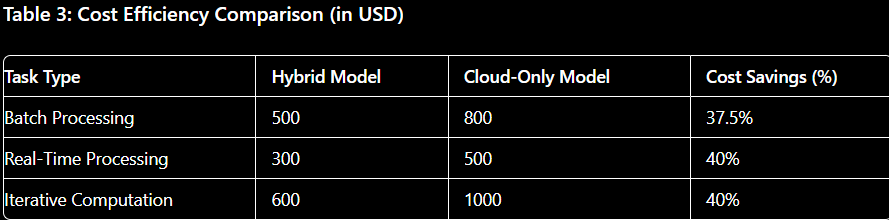 Table 3: Cost Efficiency Comparison (in USD)
Task Type Hybrid Model Cloud-Only Model Cost Savings (%)
Batch Processing 500 800 37.5%
Real-Time Processing 300 500 40%
Iterative Computation 600 1000 40%